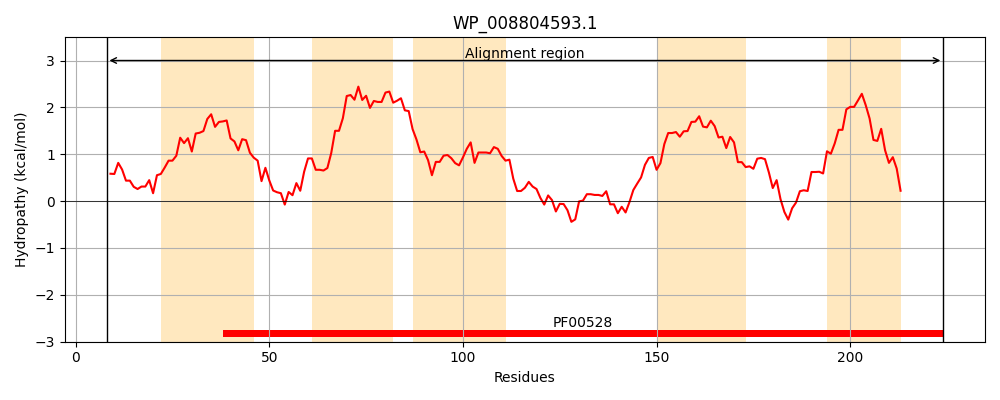 WP_008804593.1
Alignment region
3
2
1
0
−1
−2
−3
Hydropathy (kcal/mol)
PF00528
0
50
100
150
200
Residues